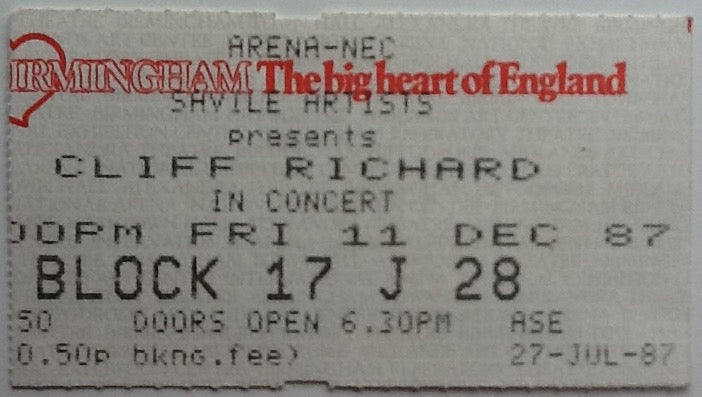 ARENA-NEC
IRMINGHAM The big heart of England
SAVILE ARTISTS
presents
CLIFF RICHARD
IN CONCERT
00PM FRI 11 DEC 87
BLOCK 17 J 28
50 DOORS OPEN 6.30PM ASE
0.50p bkng.fee) 27-JUL-87